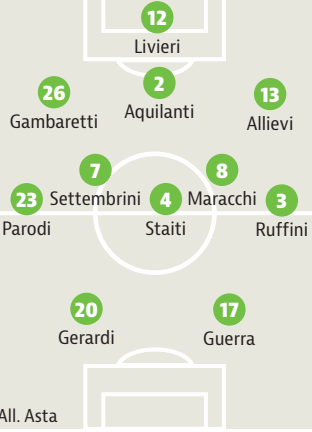 12
Livieri
26
Gambaretti
2
Aquilanti
13
Allievi
7
Settembrini
8
Maracchi
23
Parodi
4
Staiti
3
Ruffini
20
Gerardi
17
Guerra
All. Asta